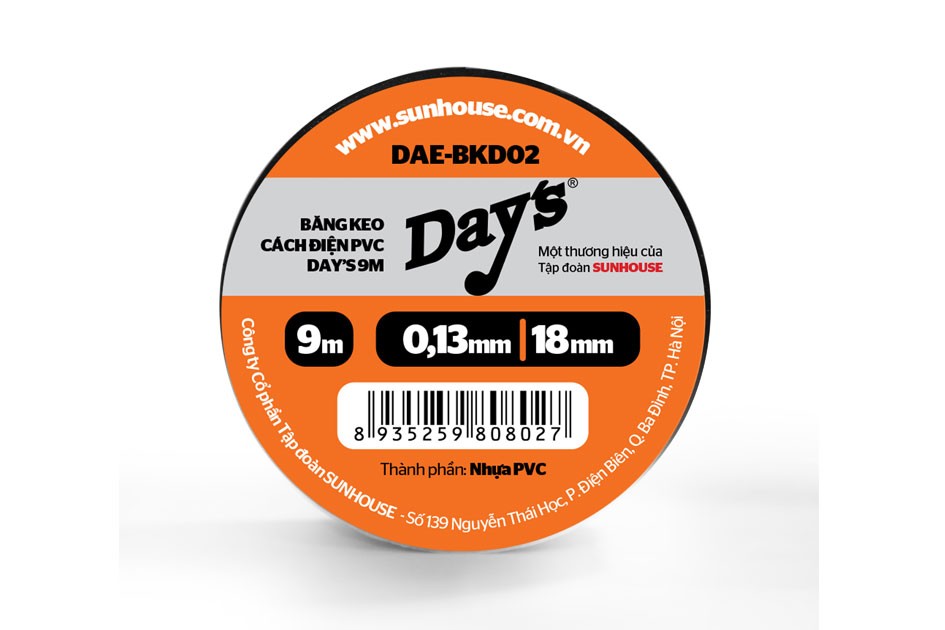 www.sunhouse.com.vn
DAE-BKD02
BĂNG KEO
CÁCH ĐIỆN PVC
DAY'S 9M
Day's®
Một thương hiệu của
Tập đoàn SUNHOUSE
9m
0,13mm | 18mm
8 935259 808027
Thành phần: Nhựa PVC
Công ty Cổ phần Tập đoàn SUNHOUSE - Số 139 Nguyễn Thái Học, P. Điện Biên, Q. Ba Đình, TP. Hà Nội